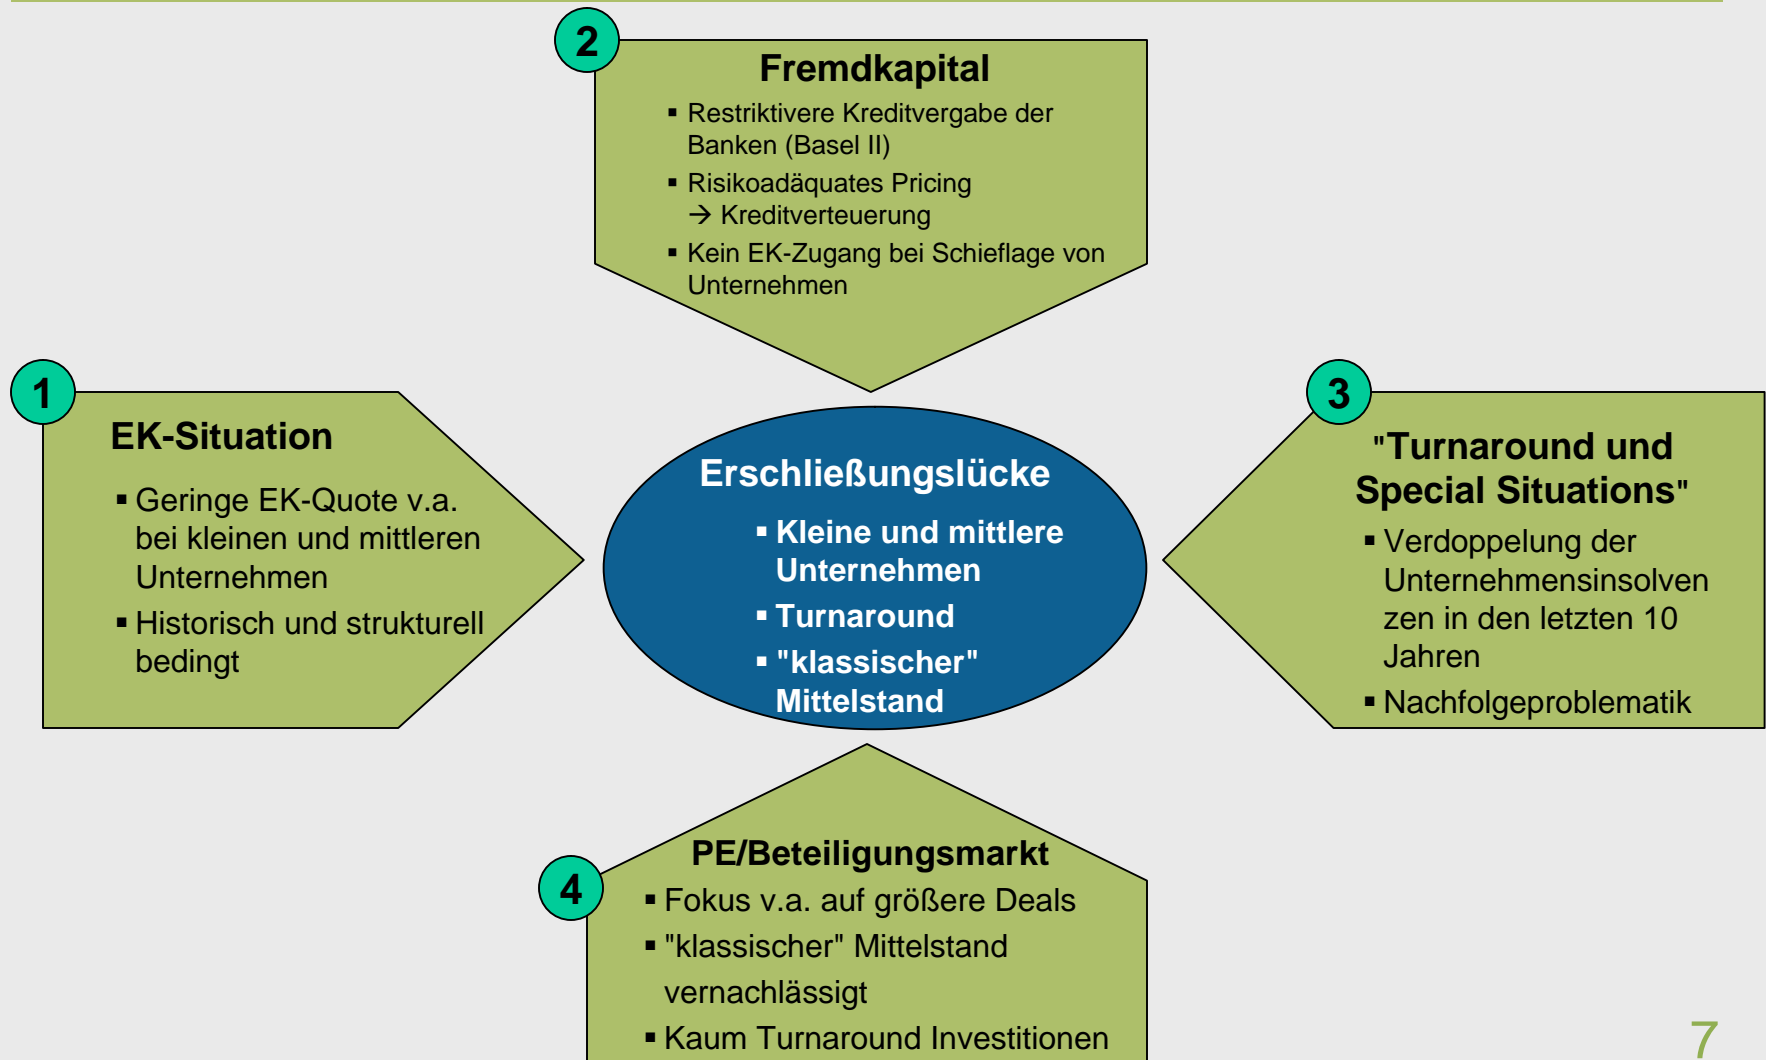 1
EK-Situation
▪ Geringe EK-Quote v.a.
bei kleinen und mittleren
Unternehmen
▪ Historisch und strukturell
bedingt
2
Fremdkapital
▪ Restriktivere Kreditvergabe der
Banken (Basel II)
▪ Risikoadäquates Pricing
→ Kreditverteuerung
▪ Kein EK-Zugang bei Schieflage von
Unternehmen
Erschließungslücke
▪ Kleine und mittlere
Unternehmen
▪ Turnaround
▪ "klassischer"
Mittelstand
3
"Turnaround und
Special Situations"
▪ Verdoppelung der
Unternehmensinsolven
zen in den letzten 10
Jahren
▪ Nachfolgeproblematik
4
PE/Beteiligungsmarkt
▪ Fokus v.a. auf größere Deals
▪ "klassischer" Mittelstand
vernachlässigt
▪ Kaum Turnaround Investitionen
7